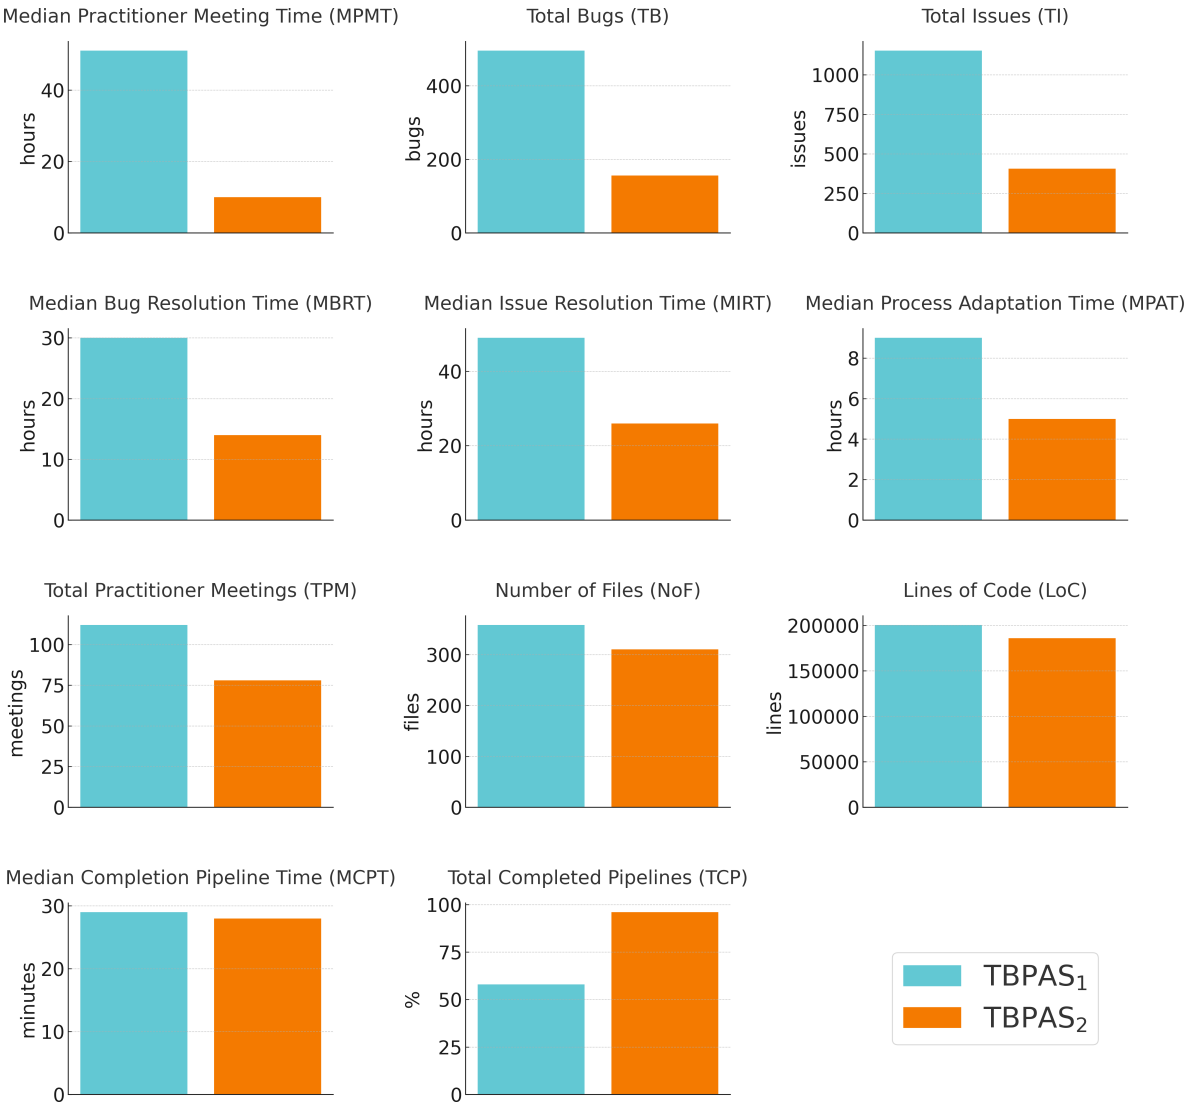 Median Practitioner Meeting Time (MPMT)
hours
40
20
0
Total Bugs (TB)
bugs
400
200
0
Total Issues (TI)
issues
1000
750
500
250
0
Median Bug Resolution Time (MBRT)
hours
30
20
10
0
Median Issue Resolution Time (MIRT)
hours
40
20
0
Median Process Adaptation Time (MPAT)
hours
8
6
4
2
0
Total Practitioner Meetings (TPM)
meetings
100
75
50
25
0
Number of Files (NoF)
files
300
200
100
0
Lines of Code (LoC)
lines
200000
150000
100000
50000
0
Median Completion Pipeline Time (MCPT)
minutes
30
20
10
0
Total Completed Pipelines (TCP)
%
100
75
50
25
0
TBPAS₁
TBPAS₂